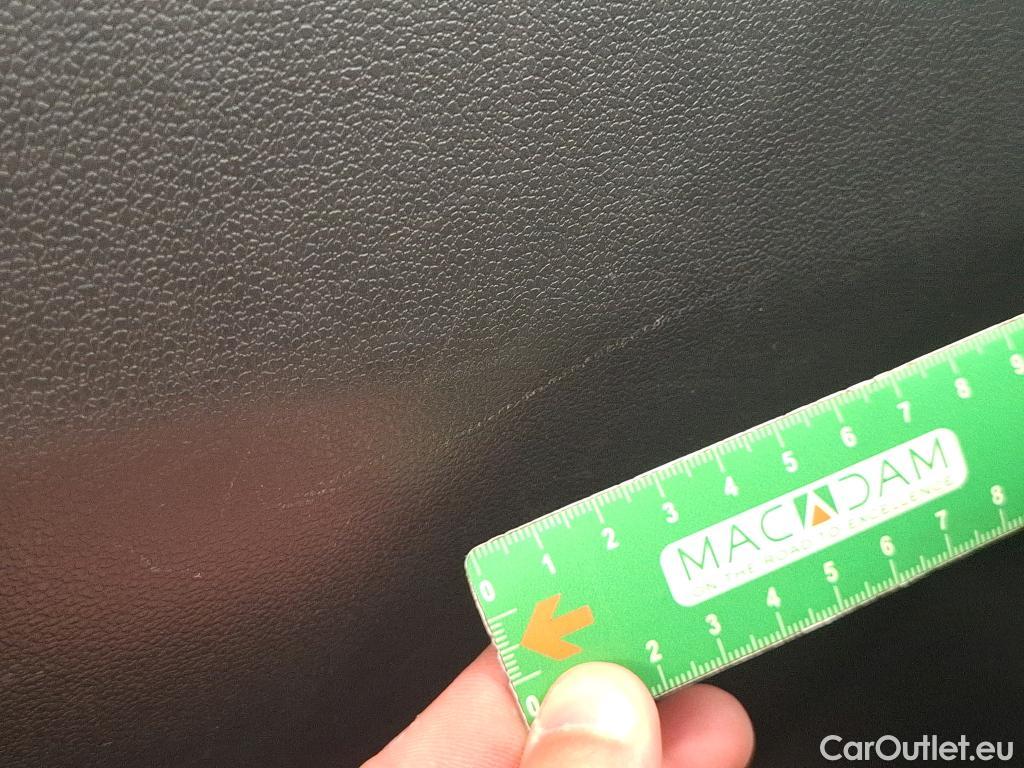 0 1 2 3 4 5 6 7 8 9
MACADAM
ON THE ROAD TO EXCELLENCE
0 2 3 4 5 6 7 8
CarOutlet.eu